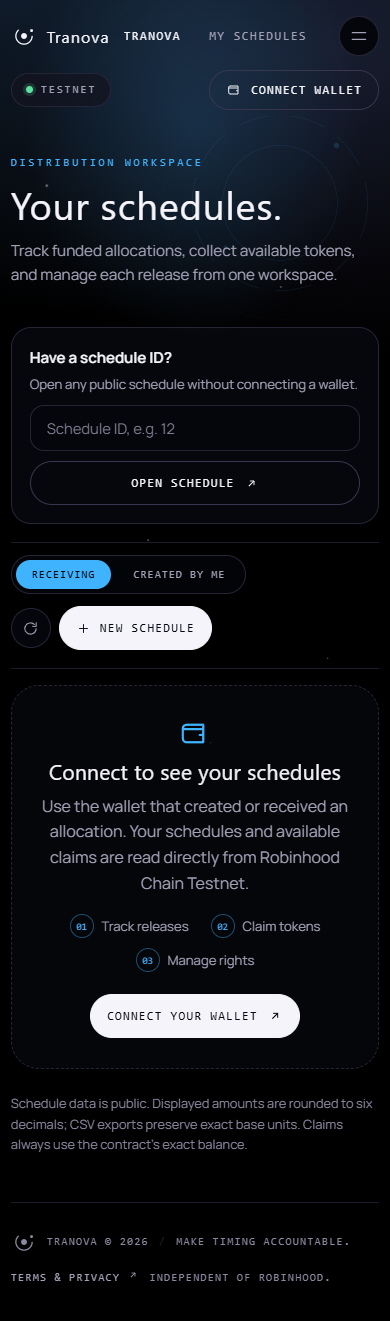 Tranova TRANOVA MY SCHEDULES
TESTNET CONNECT WALLET
DISTRIBUTION WORKSPACE
Your schedules.
Track funded allocations, collect available tokens,
and manage each release from one workspace.
Have a schedule ID?
Open any public schedule without connecting a wallet.
Schedule ID, e.g. 12
OPEN SCHEDULE ↗
RECEIVING CREATED BY ME
+ NEW SCHEDULE
Connect to see your schedules
Use the wallet that created or received an
allocation. Your schedules and available
claims are read directly from Robinhood
Chain Testnet.
01 Track releases 02 Claim tokens
03 Manage rights
CONNECT YOUR WALLET ↗
Schedule data is public. Displayed amounts are rounded to six
decimals; CSV exports preserve exact base units. Claims
always use the contract's exact balance.
TRANOVA © 2026 / MAKE TIMING ACCOUNTABLE.
TERMS & PRIVACY ↗ INDEPENDENT OF ROBINHOOD.